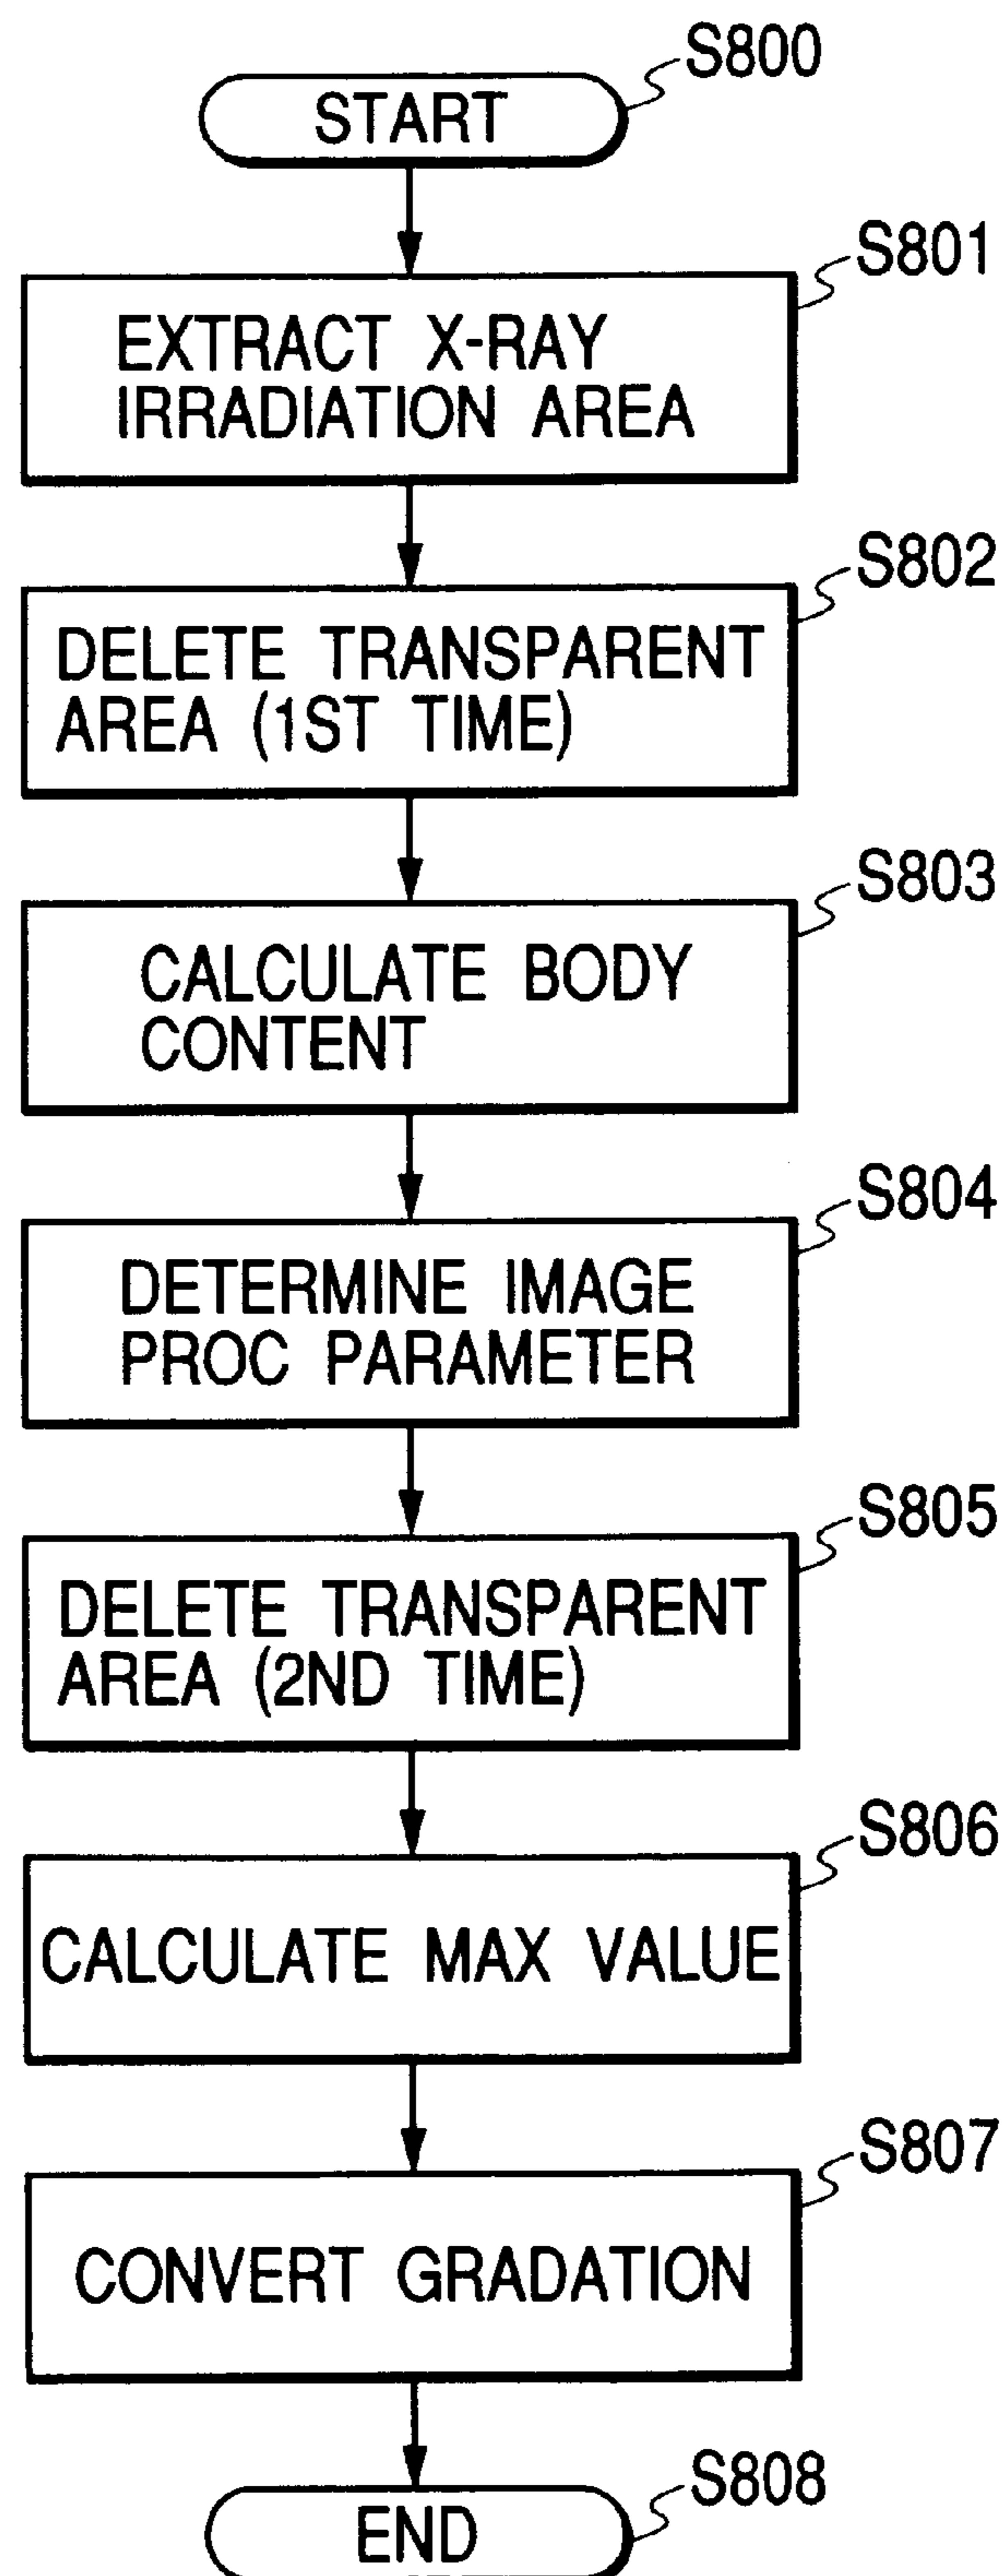 S800
START
S801
EXTRACT X-RAY
IRRADIATION AREA
S802
DELETE TRANSPARENT
AREA (1ST TIME)
S803
CALCULATE BODY
CONTENT
S804
DETERMINE IMAGE
PROC PARAMETER
S805
DELETE TRANSPARENT
AREA (2ND TIME)
S806
CALCULATE MAX VALUE
S807
CONVERT GRADATION
S808
END